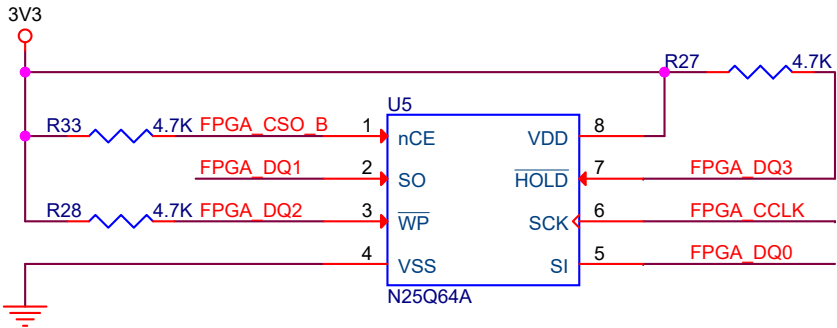 3V3
R27 4.7K
U5
R33 4.7K FPGA_CSO_B 1 nCE VDD 8
FPGA_DQ1 2 SO HOLD 7 FPGA_DQ3
R28 4.7K FPGA_DQ2 3 WP SCK 6 FPGA_CCLK
4 VSS SI 5 FPGA_DQ0
N25Q64A